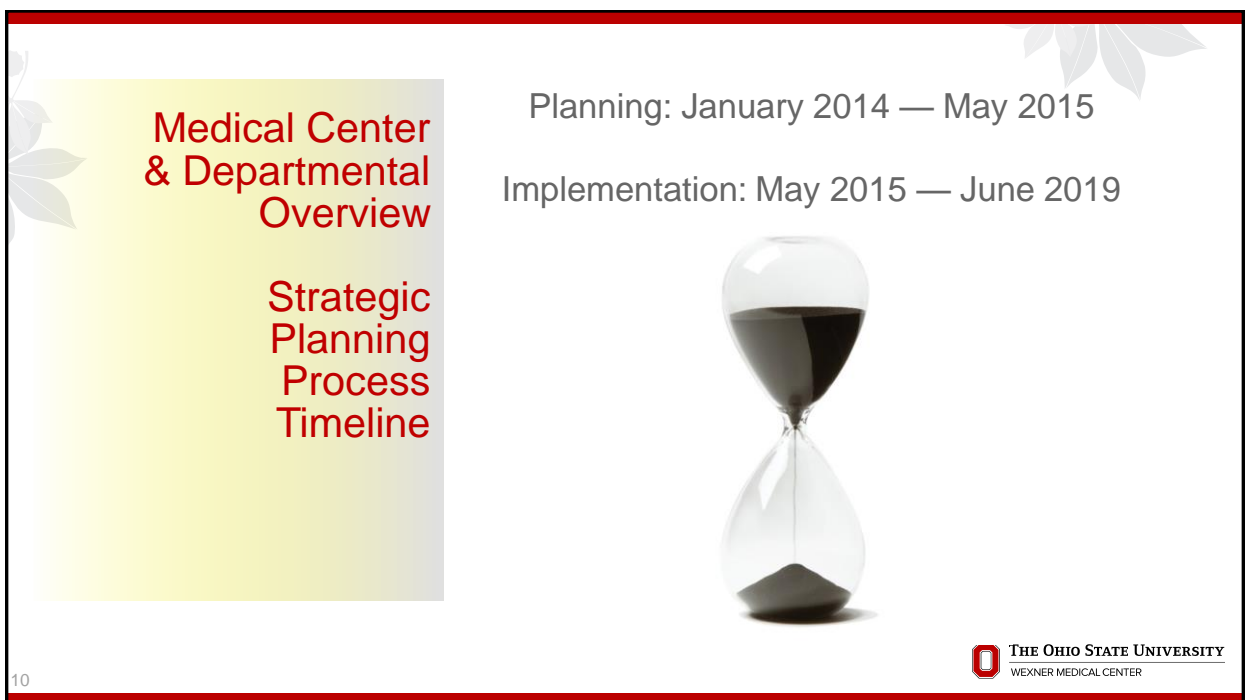 Medical Center
& Departmental
Overview
Strategic
Planning
Process
Timeline
Planning: January 2014 — May 2015
Implementation: May 2015 — June 2019
THE OHIO STATE UNIVERSITY
WEXNER MEDICAL CENTER
10